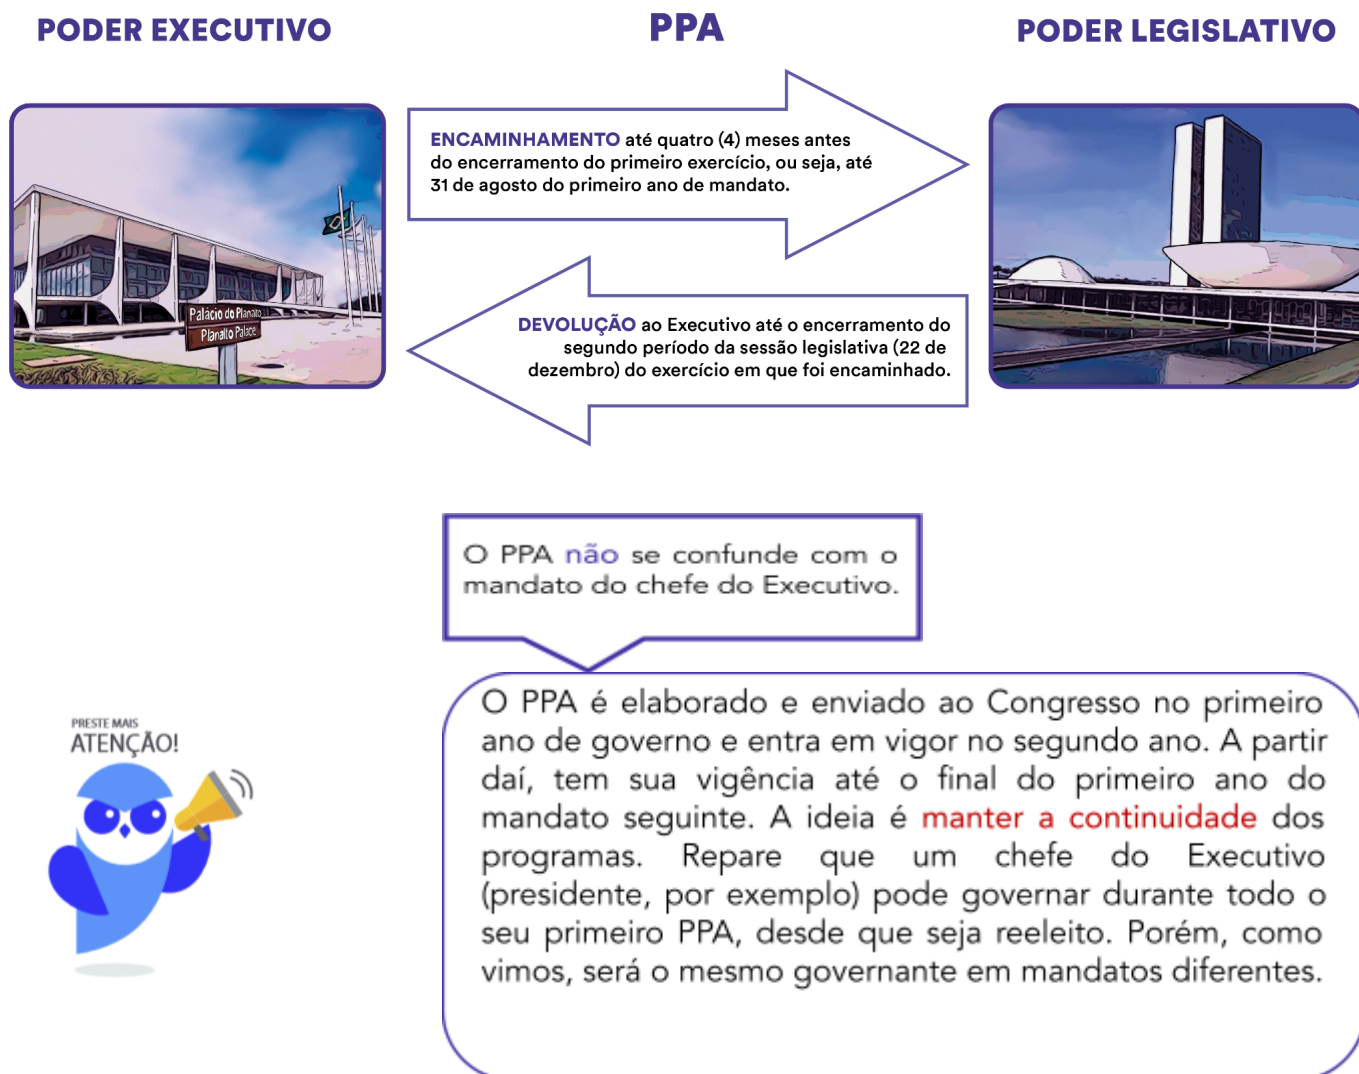 PODER EXECUTIVO
PPA
PODER LEGISLATIVO
ENCAMINHAMENTO até quatro (4) meses antes
do encerramento do primeiro exercício, ou seja, até
31 de agosto do primeiro ano de mandato.
Palácio do Planalto
Planalto Palace
DEVOLUÇÃO ao Executivo até o encerramento do
segundo período da sessão legislativa (22 de
dezembro) do exercício em que foi encaminhado.
O PPA não se confunde com o
mandato do chefe do Executivo.
PRESTE MAIS
ATENÇÃO!
O PPA é elaborado e enviado ao Congresso no primeiro
ano de governo e entra em vigor no segundo ano. A partir
daí, tem sua vigência até o final do primeiro ano do
mandato seguinte. A ideia é manter a continuidade dos
programas. Repare que um chefe do Executivo
(presidente, por exemplo) pode governar durante todo o
seu primeiro PPA, desde que seja reeleito. Porém, como
vimos, será o mesmo governante em mandatos diferentes.